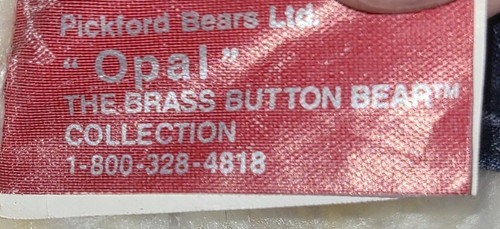 Pickford Bears Ltd.
"Opal"
THE BRASS BUTTON BEAR™
COLLECTION
1-800-328-4818